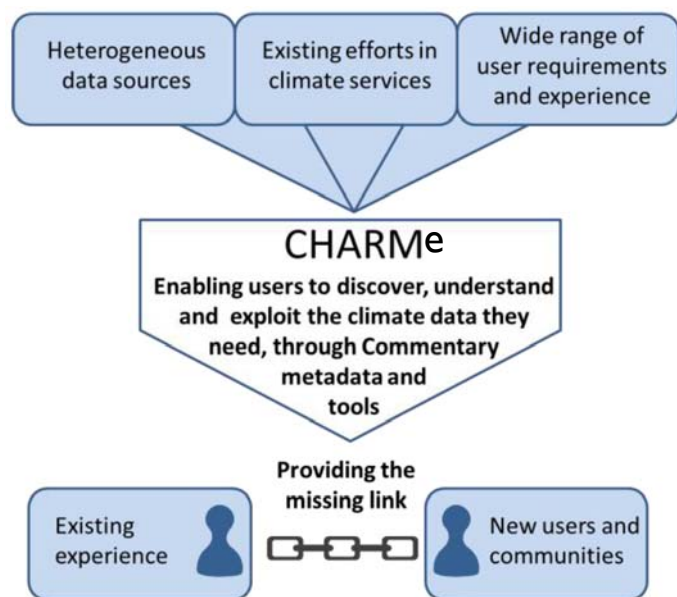 Heterogeneous
data sources
Existing efforts in
climate services
Wide range of
user requirements
and experience
CHARMe
Enabling users to discover, understand
and exploit the climate data they
need, through Commentary
metadata and
tools
Providing the
missing link
Existing
experience
New users and
communities